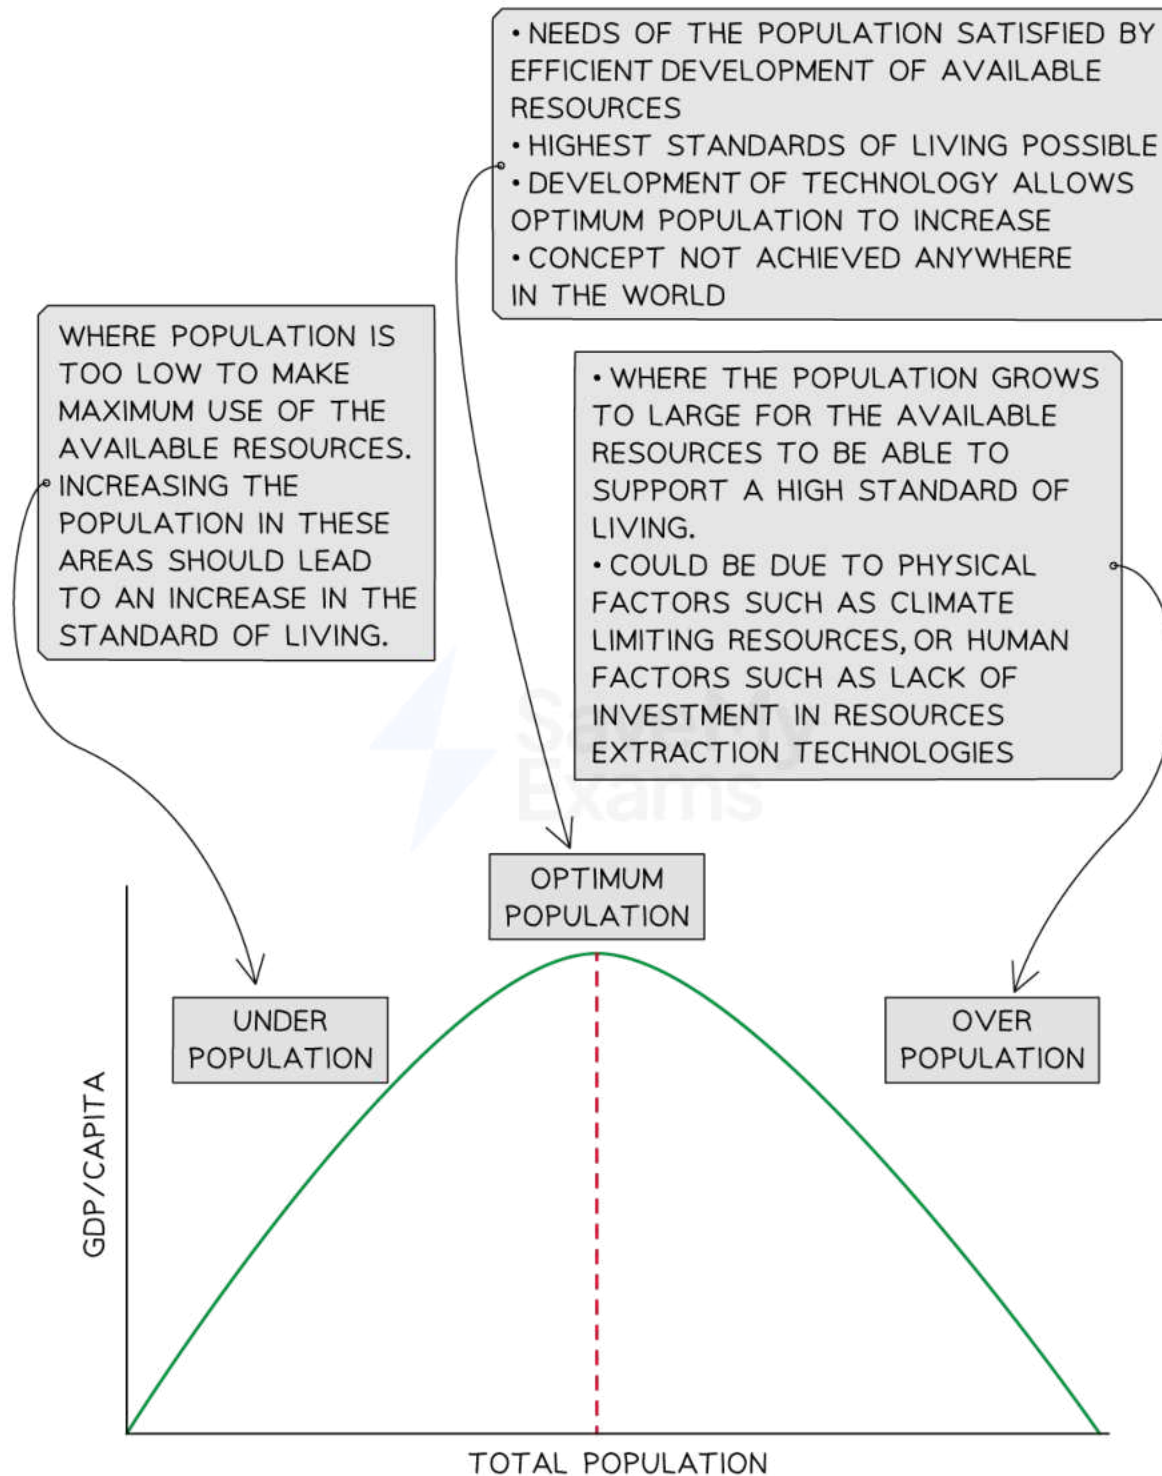 • NEEDS OF THE POPULATION SATISFIED BY
EFFICIENT DEVELOPMENT OF AVAILABLE
RESOURCES
• HIGHEST STANDARDS OF LIVING POSSIBLE
• DEVELOPMENT OF TECHNOLOGY ALLOWS
OPTIMUM POPULATION TO INCREASE
• CONCEPT NOT ACHIEVED ANYWHERE
IN THE WORLD
WHERE POPULATION IS
TOO LOW TO MAKE
MAXIMUM USE OF THE
AVAILABLE RESOURCES.
INCREASING THE
POPULATION IN THESE
AREAS SHOULD LEAD
TO AN INCREASE IN THE
STANDARD OF LIVING.
• WHERE THE POPULATION GROWS
TO LARGE FOR THE AVAILABLE
RESOURCES TO BE ABLE TO
SUPPORT A HIGH STANDARD OF
LIVING.
• COULD BE DUE TO PHYSICAL
FACTORS SUCH AS CLIMATE
LIMITING RESOURCES, OR HUMAN
FACTORS SUCH AS LACK OF
INVESTMENT IN RESOURCES
EXTRACTION TECHNOLOGIES
Save My
Exams
OPTIMUM
POPULATION
UNDER
POPULATION
OVER
POPULATION
GDP/CAPITA
TOTAL POPULATION